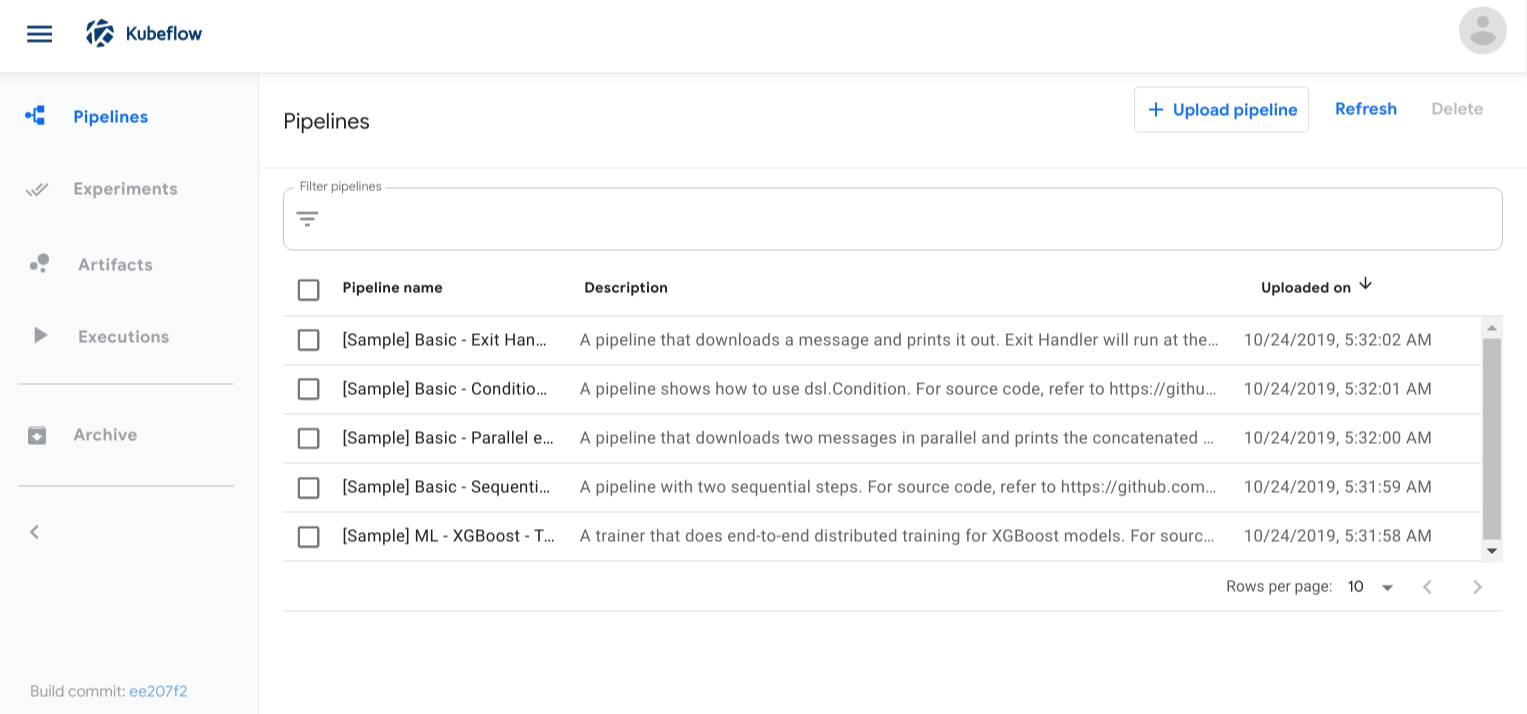 Kubeflow
Pipelines
Experiments
Artifacts
Executions
Archive
Build commit: ee207f2
Pipelines
Upload pipeline
Refresh
Delete
Filter pipelines
Pipeline name Description Uploaded on
[Sample] Basic - Exit Han... A pipeline that downloads a message and prints it out. Exit Handler will run at the... 10/24/2019, 5:32:02 AM
[Sample] Basic - Conditio... A pipeline shows how to use dsl.Condition. For source code, refer to https://githu... 10/24/2019, 5:32:01 AM
[Sample] Basic - Parallel e... A pipeline that downloads two messages in parallel and prints the concatenated ... 10/24/2019, 5:32:00 AM
[Sample] Basic - Sequenti... A pipeline with two sequential steps. For source code, refer to https://github.com... 10/24/2019, 5:31:59 AM
[Sample] ML - XGBoost - T... A trainer that does end-to-end distributed training for XGBoost models. For sourc... 10/24/2019, 5:31:58 AM
Rows per page: 10